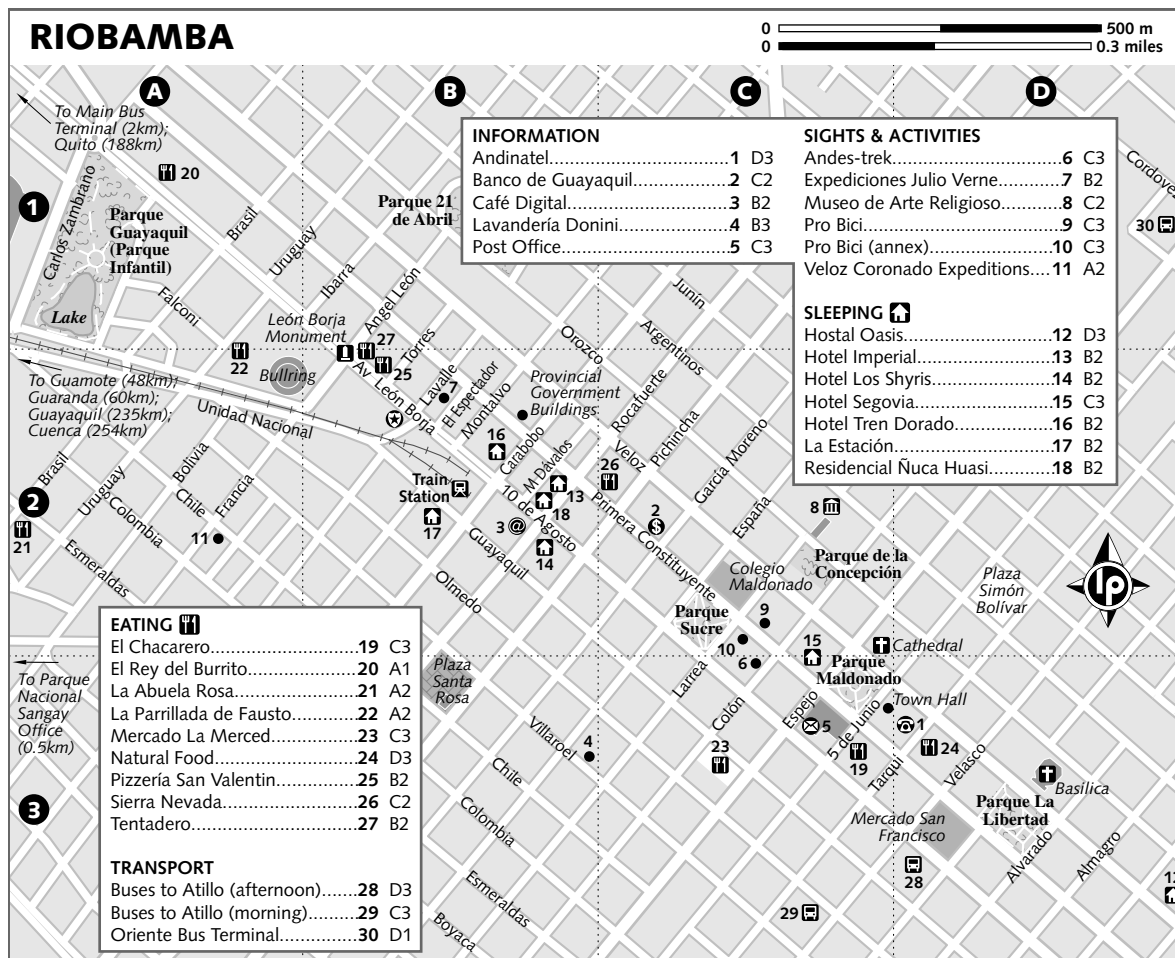 RIOBAMBA
0 500 m
0 0.3 miles
A
B
C
D
1
2
3
To Main Bus
Terminal (2km);
Quito (188km)
20
Carlos Zambrano
Parque
Guayaquil
(Parque
Infantil)
Lake
Brasil
Uruguay
Ibarra
Angel León
Falconí
León Borja
Monument
Parque 21
de Abril
INFORMATION
Andinatel 1 D3
Banco de Guayaquil 2 C2
Café Digital 3 B2
Lavandería Donini 4 B3
Post Office 5 C3
SIGHTS & ACTIVITIES
Andes-trek 6 C3
Expediciones Julio Verne 7 B2
Museo de Arte Religioso 8 C2
Pro Bici 9 C3
Pro Bici (annex) 10 C3
Veloz Coronado Expeditions 11 A2
SLEEPING
Hostal Oasis 12 D3
Hotel Imperial 13 B2
Hotel Los Shyris 14 B2
Hotel Segovia 15 C3
Hotel Tren Dorado 16 B2
La Estación 17 B2
Residencial Ñuca Huasi 18 B2
Cordove
30
Junín
Argentinos
Orozco
Rocafuerte
Veloz
Pichincha
García Moreno
España
27
25
22
Bullring
Torres
Lavalle
7
El Espectador
Montalvo
Av León Borja
Provincial
Government
Buildings
To Guamote (48km);
Guaranda (60km);
Guayaquil (235km);
Cuenca (254km)
Unidad Nacional
16
Carabobo
M Dávalos
26
13
18
Train
Station
17
10 de Agosto
3
@
14
Guayaquil
Olmedo
Primera Constituyente
2
$
8
Brasil
Uruguay
Bolivia
Colombia
Chile
Francia
11
21
Esmeraldas
Colegio
Maldonado
Parque de la
Concepción
Plaza
Simón
Bolívar
lp
Parque
Sucre
9
10
6
15
Cathedral
Parque
Maldonado
Town Hall
Larrea
Colón
Espejo
5
5 de Junio
1
24
19
Tarqui
Velasco
23
Plaza
Santa
Rosa
Villaroel
4
Chile
Colombia
Esmeraldas
Boyaca
To Parque
Nacional
Sangay
Office
(0.5km)
EATING
El Chacarero 19 C3
El Rey del Burrito 20 A1
La Abuela Rosa 21 A2
La Parrillada de Fausto 22 A2
Mercado La Merced 23 C3
Natural Food 24 D3
Pizzería San Valentin 25 B2
Sierra Nevada 26 C2
Tentadero 27 B2
TRANSPORT
Buses to Atillo (afternoon) 28 D3
Buses to Atillo (morning) 29 C3
Oriente Bus Terminal 30 D1
Basilica
Parque La
Libertad
Mercado San
Francisco
Alvarado
Almagro
28
29
12